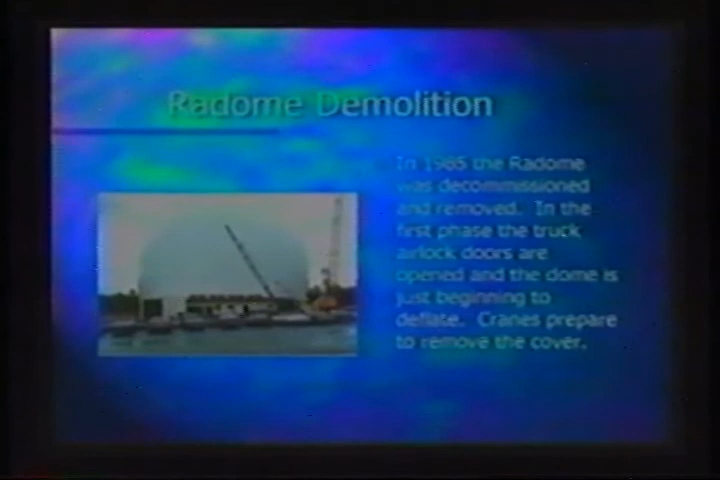 Radome Demolition
In 1985 the Radome
was decommissioned
and removed. In the
first phase the truck
airlock doors are
opened and the dome is
just beginning to
deflate. Cranes prepare
to remove the cover.